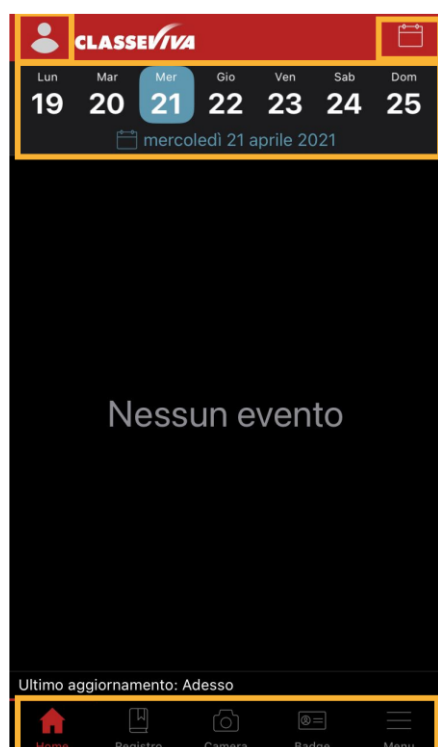 CLASSEVIVA
Lun Mar Mer Gio Ven Sab Dom
19 20 21 22 23 24 25
mercoledì 21 aprile 2021
Nessun evento
Ultimo aggiornamento: Adesso
Home Registro Camera Badge Menu